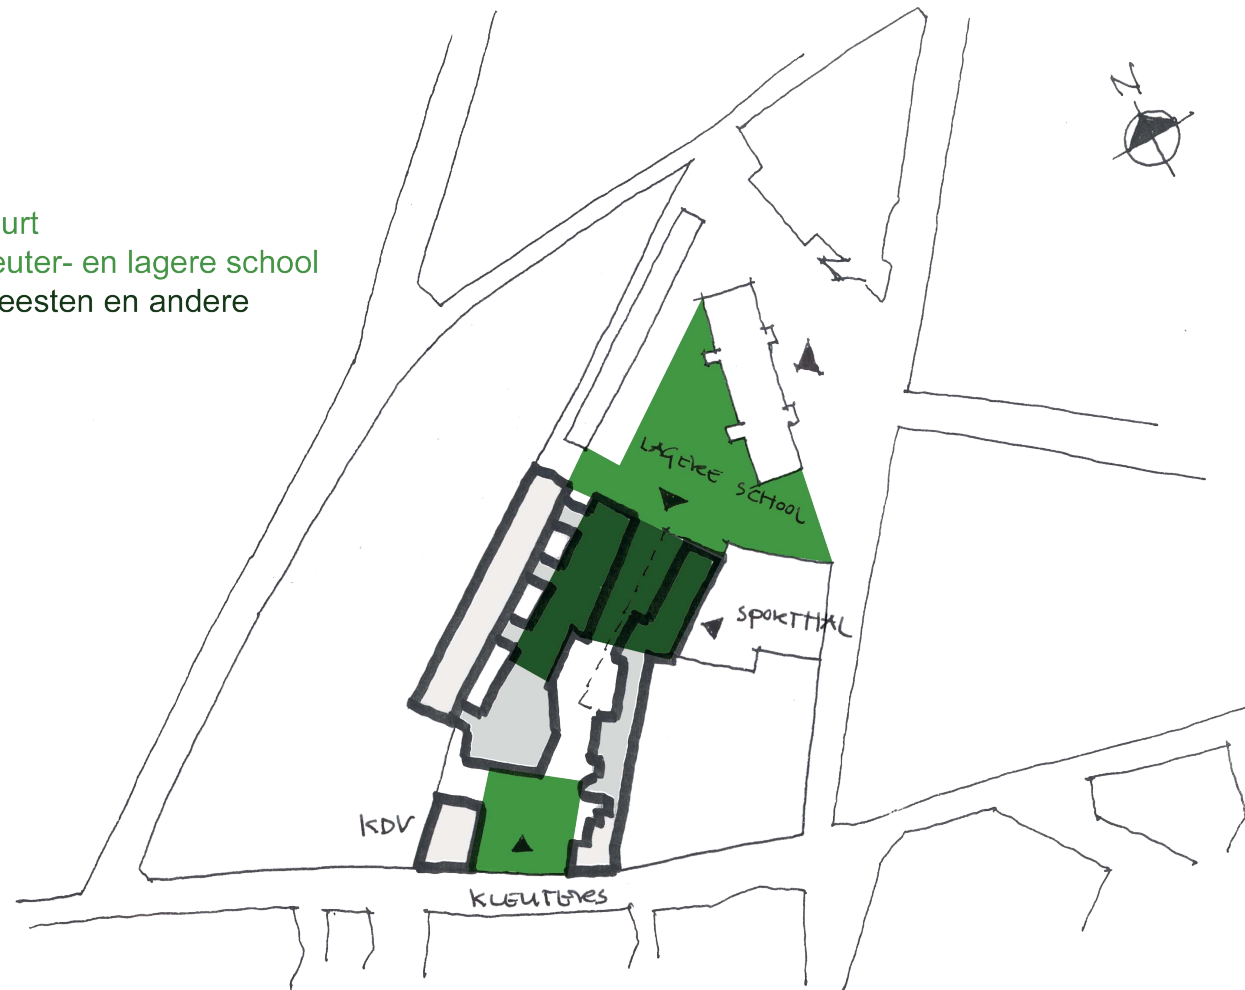 N
urt
euter- en lagere school
eesten en andere
LAGERE SCHOOL
SPORTHAL
KDV
KLEUTERS